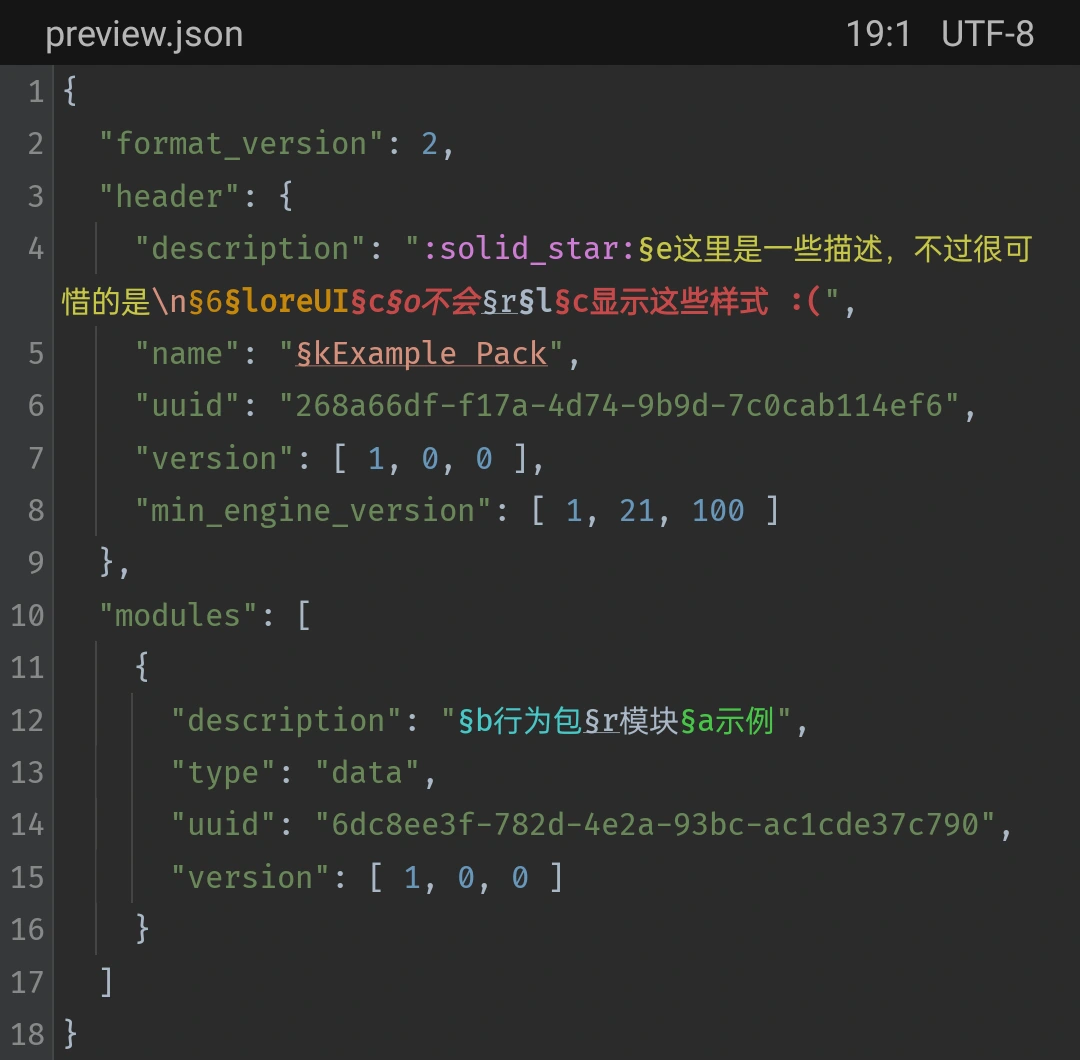 preview.json 19:1 UTF-8
1 {
2 "format_version": 2,
3 "header": {
4 "description": ":solid_star:§e这里是一些描述，不过很可
惜的是\n§6§loreUI§c§o不会§r§l§c显示这些样式 :(",
5 "name": "§kExample Pack",
6 "uuid": "268a66df-f17a-4d74-9b9d-7c0cab114ef6",
7 "version": [ 1, 0, 0 ],
8 "min_engine_version": [ 1, 21, 100 ]
9 },
10 "modules": [
11 {
12 "description": "§b行为包§r模块§a示例",
13 "type": "data",
14 "uuid": "6dc8ee3f-782d-4e2a-93bc-ac1cde37c790",
15 "version": [ 1, 0, 0 ]
16 }
17 ]
18 }